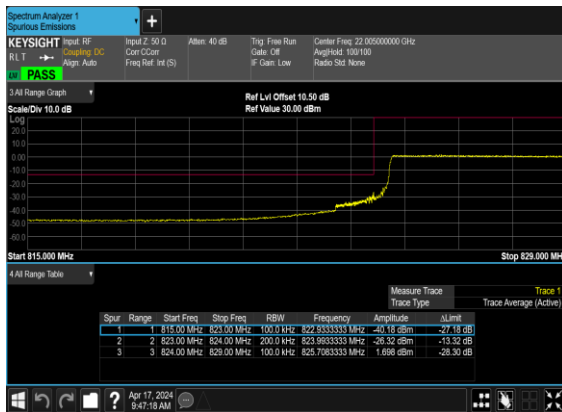 Spectrum Analyzer 1
Spurious Emissions
KEYSIGHT Input: RF Input Z: 50 Ω Atten: 40 dB Trig: Free Run Center Freq: 22.005000000 GHz
RLT Coupling: DC Corr CCorr Gate: Off Avg|Hold: 100/100
Align: Auto Freq Ref: Int (S) IF Gain: Low Radio Std: None
PASS
3 All Range Graph Ref Lvl Offset 10.50 dB
Scale/Div 10.0 dB Ref Value 30.00 dBm
Log
20.0
10.0
0.00
-10.0
-20.0
-30.0
-40.0
-50.0
-60.0
Start 815.000 MHz Stop 829.000 MH
4 All Range Table
Measure Trace Trace 1
Trace Type Trace Average (Active)
Spur Range Start Freq Stop Freq RBW Frequency Amplitude ΔLimit
1 1 815.00 MHz 823.00 MHz 100.0 kHz 822.9333333 MHz -40.18 dBm -27.18 dB
2 2 823.00 MHz 824.00 MHz 200.0 kHz 823.9933333 MHz -26.32 dBm -13.32 dB
3 3 824.00 MHz 829.00 MHz 100.0 kHz 825.7083333 MHz 1.698 dBm -28.30 dB
Apr 17, 2024
9:47:18 AM